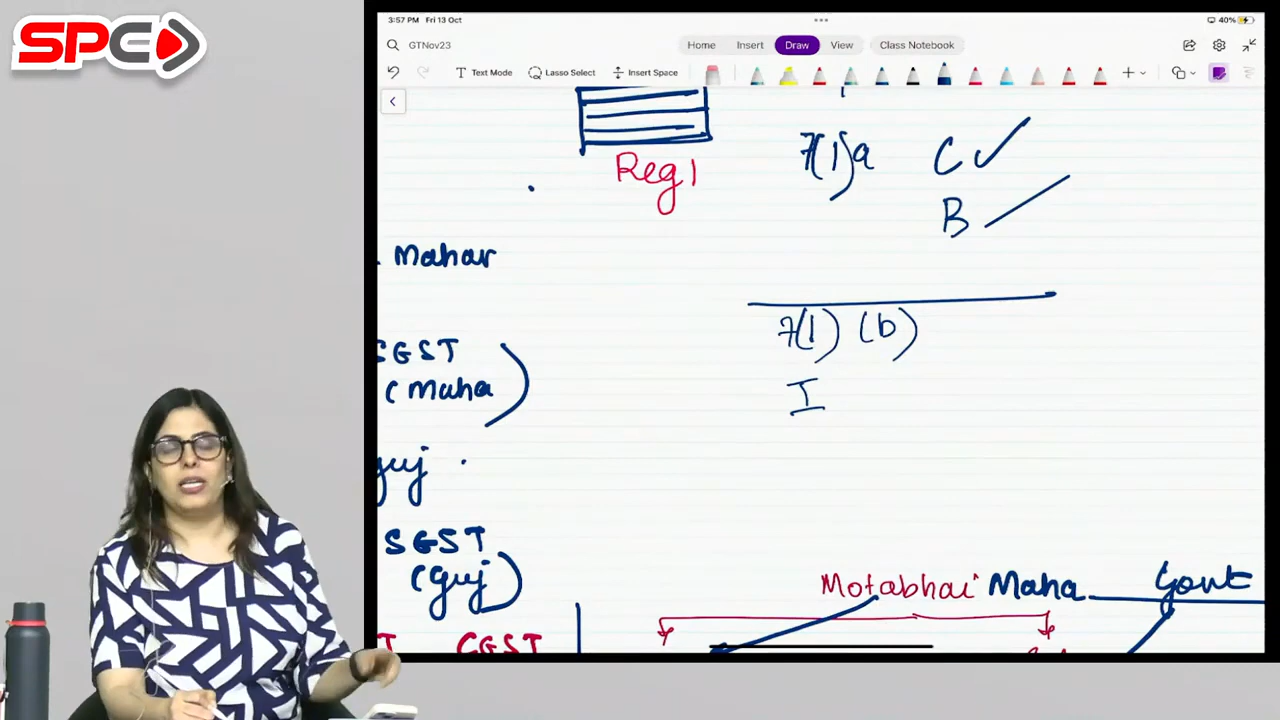 SPC
3:57 PM Fri 13 Oct
40%
GTNov23
Home Insert Draw View Class Notebook
Text Mode Lasso Select Insert Space
Reg 1
7(1)a C ✓
B
Mahar
7(1) (b)
I
SGST
(Maha)
Guj
SGST
(Guj)
Motabhai Maha Govt
T CGST